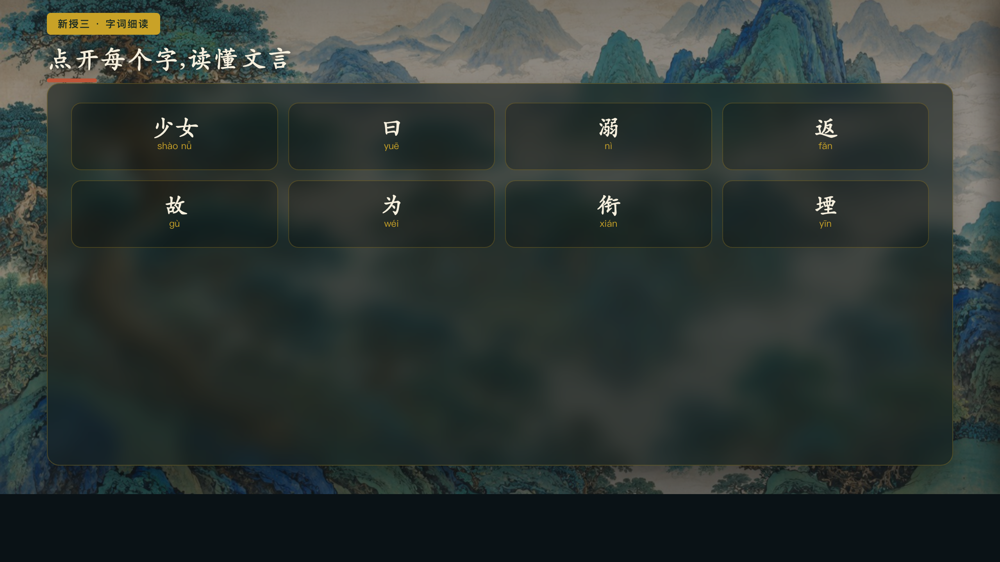 新授三 · 字词细读
点开每个字,读懂文言
少女
shào nǚ
曰
yuē
溺
nì
返
fǎn
故
gù
为
wéi
衔
xián
堙
yīn